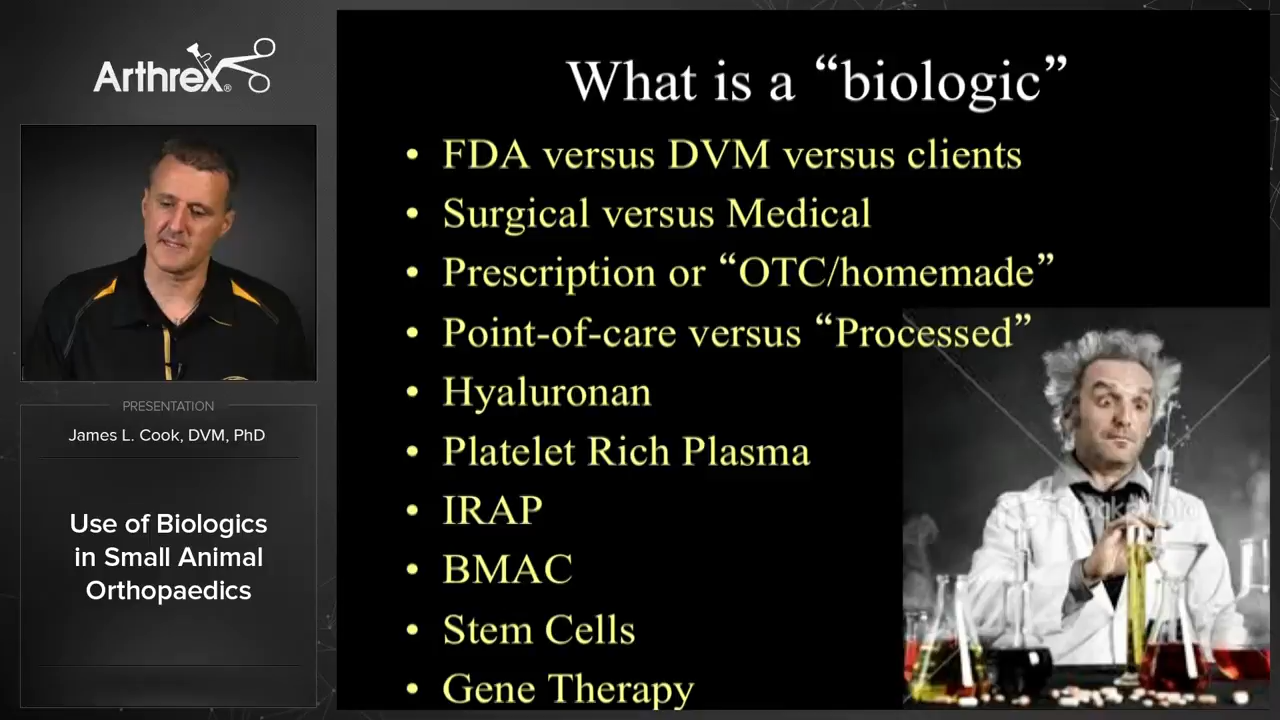 Arthrex®
PRESENTATION
James L. Cook, DVM, PhD
Use of Biologics
in Small Animal
Orthopaedics
What is a “biologic”
• FDA versus DVM versus clients
• Surgical versus Medical
• Prescription or “OTC/homemade”
• Point-of-care versus “Processed”
• Hyaluronan
• Platelet Rich Plasma
• IRAP
• BMAC
• Stem Cells
• Gene Therapy